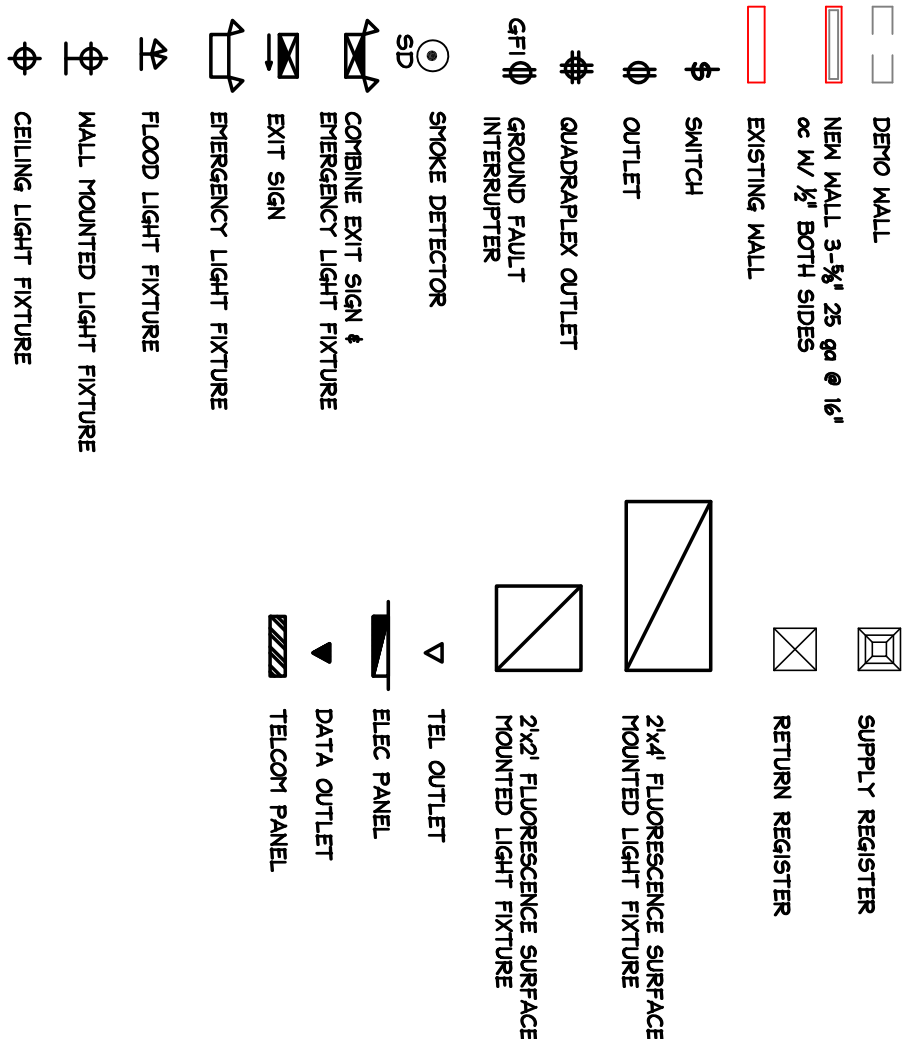 DEMO WALL
NEW WALL 3-⅝" 25 ga @ 16"
oc W/ ½" BOTH SIDES
EXISTING WALL
$
SWITCH
OUTLET
QUADRAPLEX OUTLET
GFI
GROUND FAULT
INTERRUPTER
SD
SMOKE DETECTOR
COMBINE EXIT SIGN &
EMERGENCY LIGHT FIXTURE
EXIT SIGN
EMERGENCY LIGHT FIXTURE
FLOOD LIGHT FIXTURE
WALL MOUNTED LIGHT FIXTURE
CEILING LIGHT FIXTURE
SUPPLY REGISTER
RETURN REGISTER
2'x4' FLUORESCENCE SURFACE
MOUNTED LIGHT FIXTURE
2'x2' FLUORESCENCE SURFACE
MOUNTED LIGHT FIXTURE
TEL OUTLET
ELEC PANEL
DATA OUTLET
TELCOM PANEL